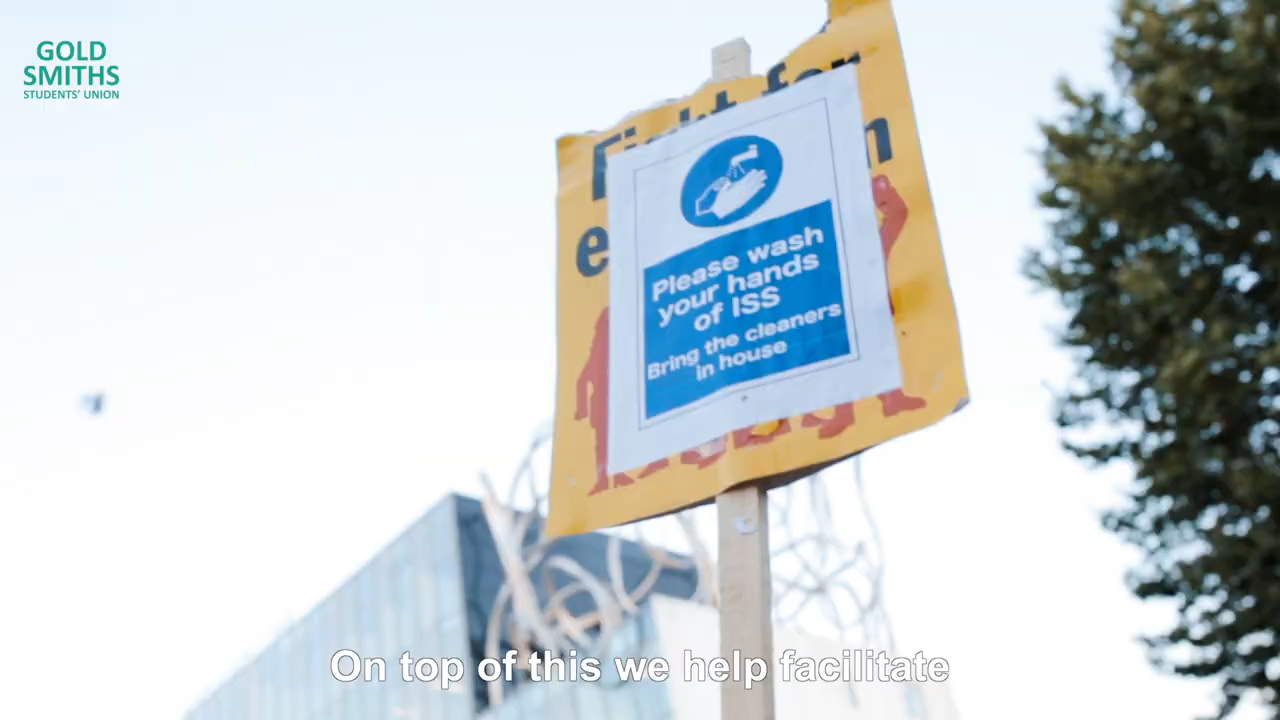 GOLD
SMITHS
STUDENTS' UNION
Please wash
your hands
of ISS
Bring the cleaners
in house
On top of this we help facilitate